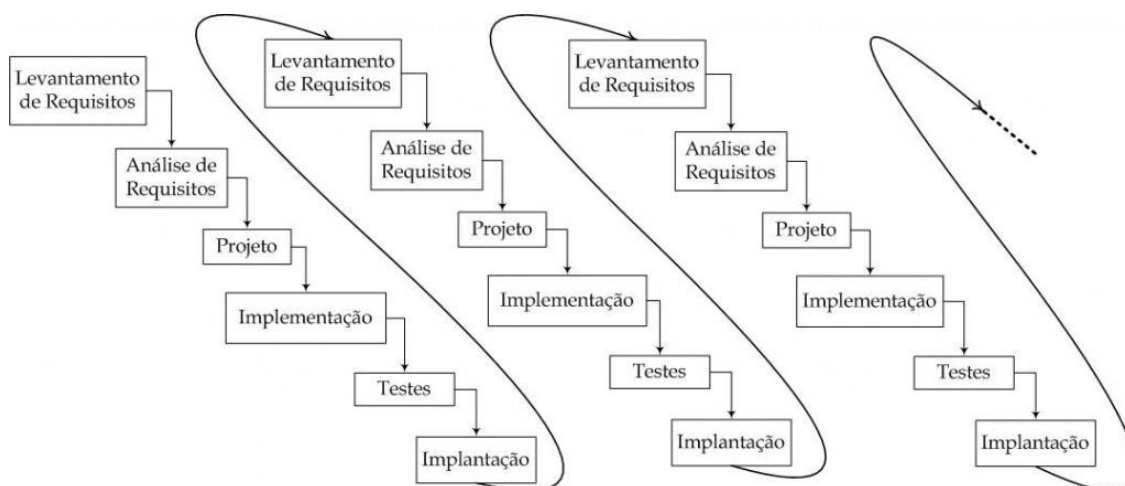 Levantamento
de Requisitos
Análise de
Requisitos
Projeto
Implementação
Testes
Implantação
Levantamento
de Requisitos
Análise de
Requisitos
Projeto
Implementação
Testes
Implantação
Levantamento
de Requisitos
Análise de
Requisitos
Projeto
Implementação
Testes
Implantação